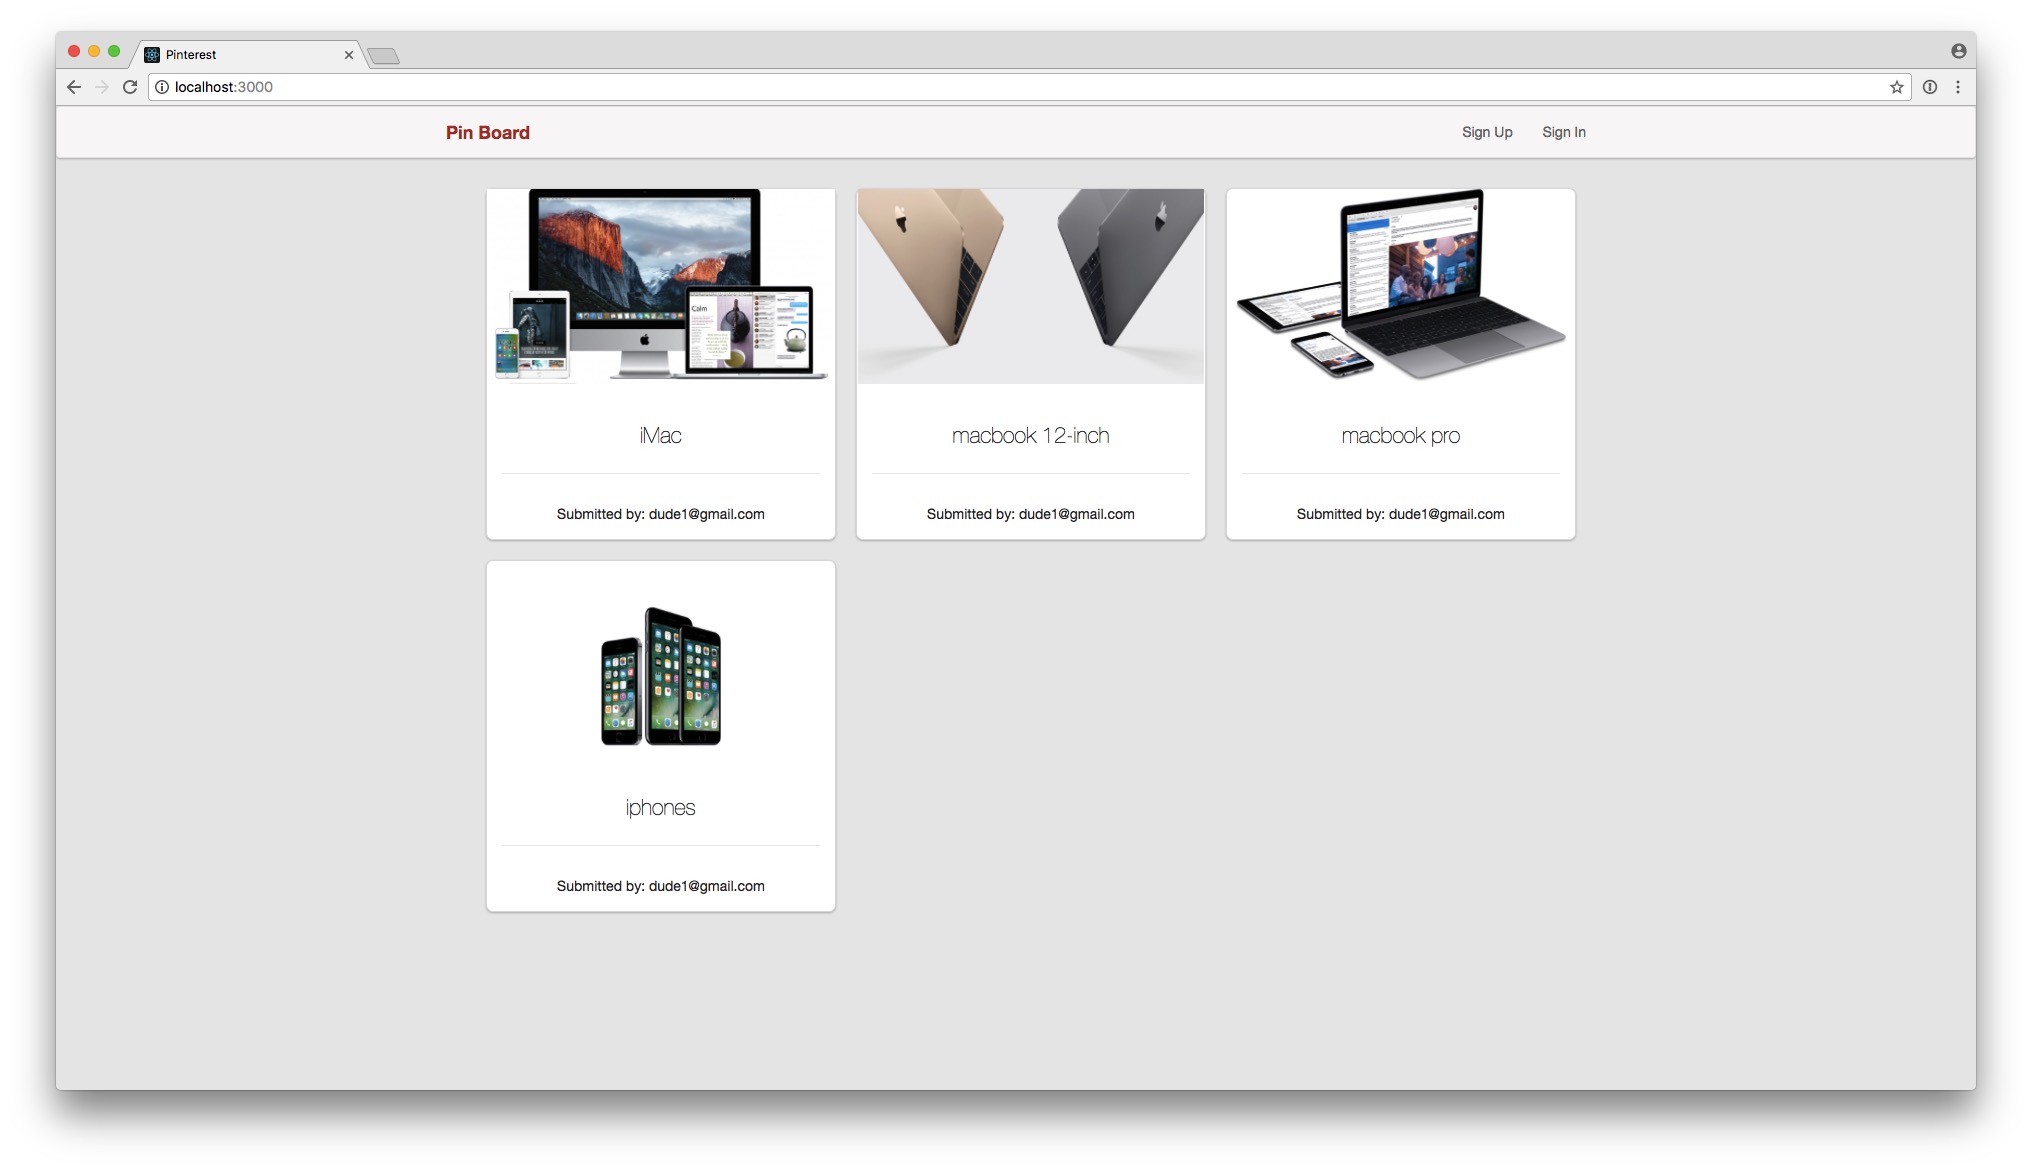 Pinterest
localhost:3000
Pin Board
Sign Up
Sign In
Calm
iMac
Submitted by: dude1@gmail.com
macbook 12-inch
Submitted by: dude1@gmail.com
macbook pro
Submitted by: dude1@gmail.com
iphones
Submitted by: dude1@gmail.com